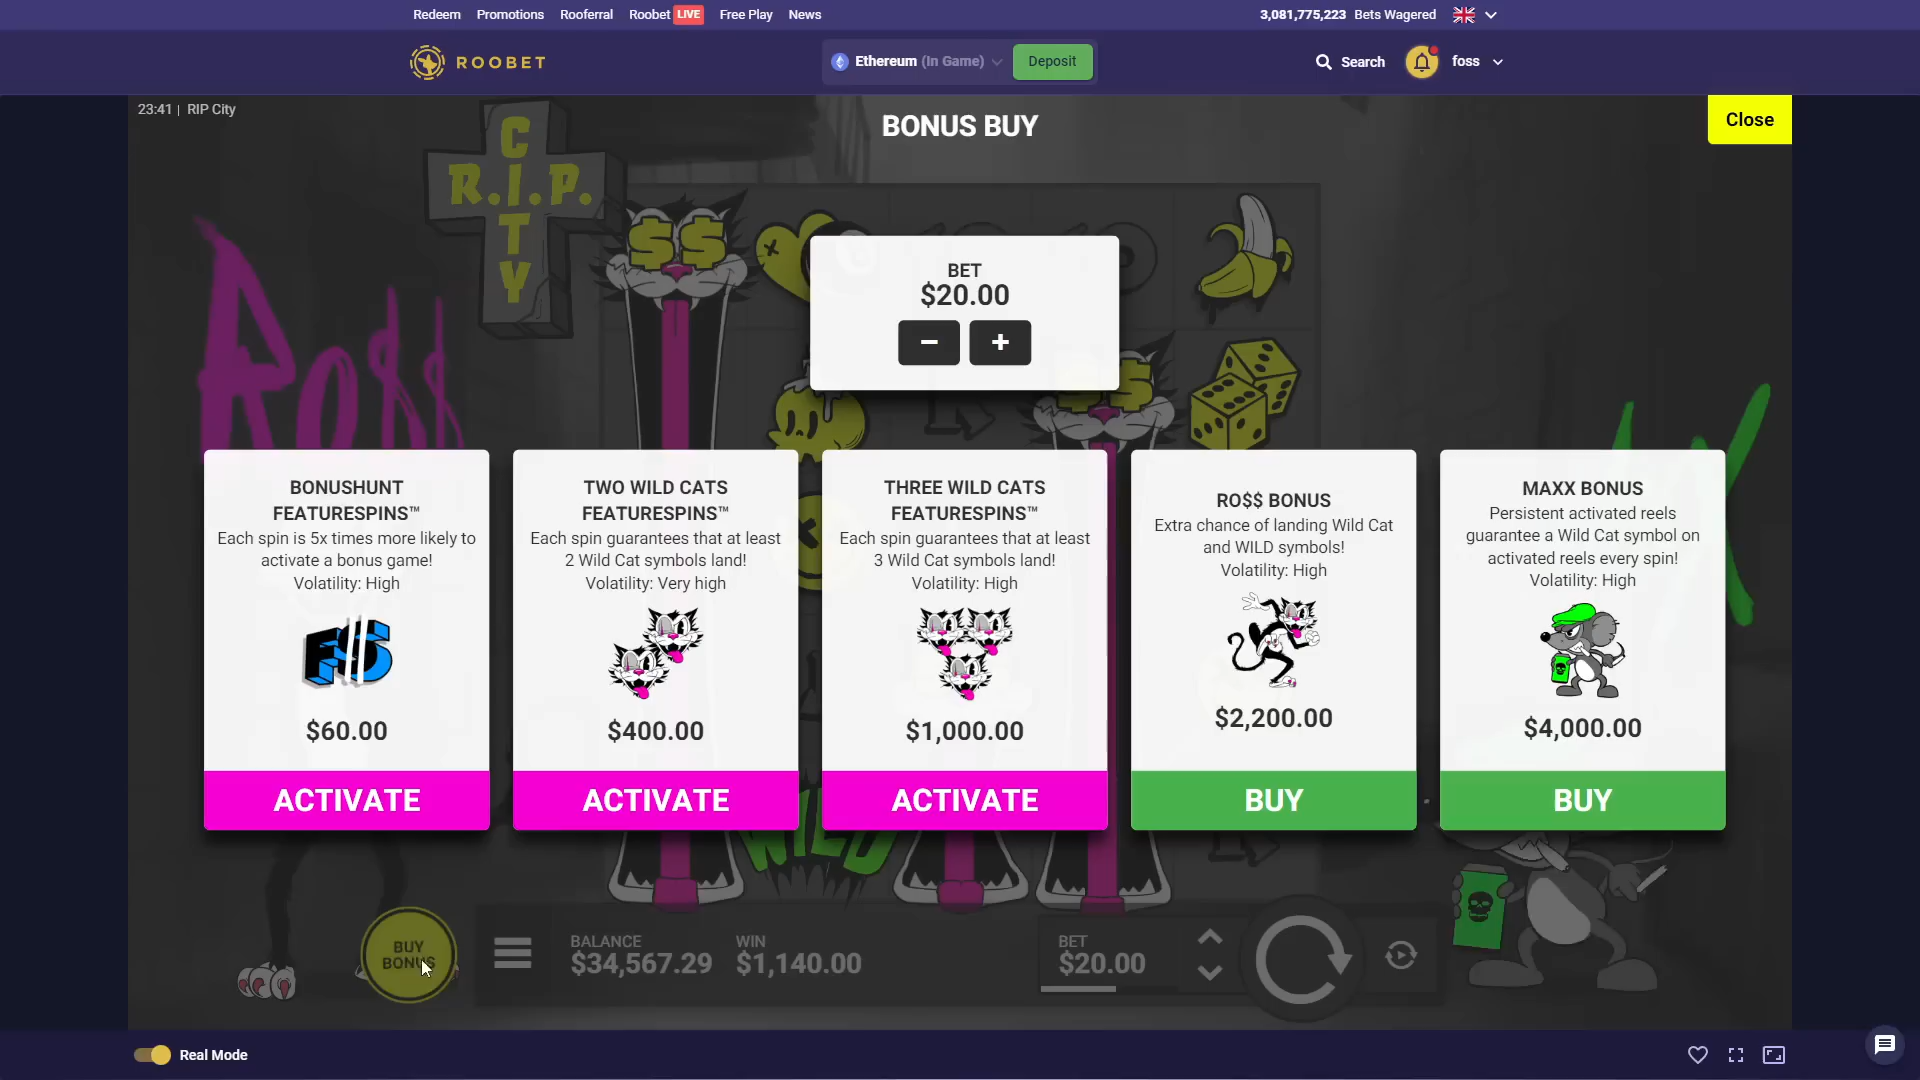 Redeem Promotions Rooferral Roobet LIVE Free Play News
3,081,775,223 Bets Wagered
ROOBET
Ethereum (In Game) Deposit
Search foss
23:41 | RIP City
BONUS BUY
Close
R.I.P.
CITY
$$
Ro$$
BET
$20.00
− +
BONUSHUNT
FEATURESPINS™
Each spin is 5x times more likely to
activate a bonus game!
Volatility: High
FS
$60.00
ACTIVATE
TWO WILD CATS
FEATURESPINS™
Each spin guarantees that at least
2 Wild Cat symbols land!
Volatility: Very high
$400.00
ACTIVATE
THREE WILD CATS
FEATURESPINS™
Each spin guarantees that at least
3 Wild Cat symbols land!
Volatility: High
$1,000.00
ACTIVATE
RO$$ BONUS
Extra chance of landing Wild Cat
and WILD symbols!
Volatility: High
$2,200.00
BUY
MAXX BONUS
Persistent activated reels
guarantee a Wild Cat symbol on
activated reels every spin!
Volatility: High
$4,000.00
BUY
WILD
BUY
BONUS
BALANCE
$34,567.29
WIN
$1,140.00
BET
$20.00
Real Mode